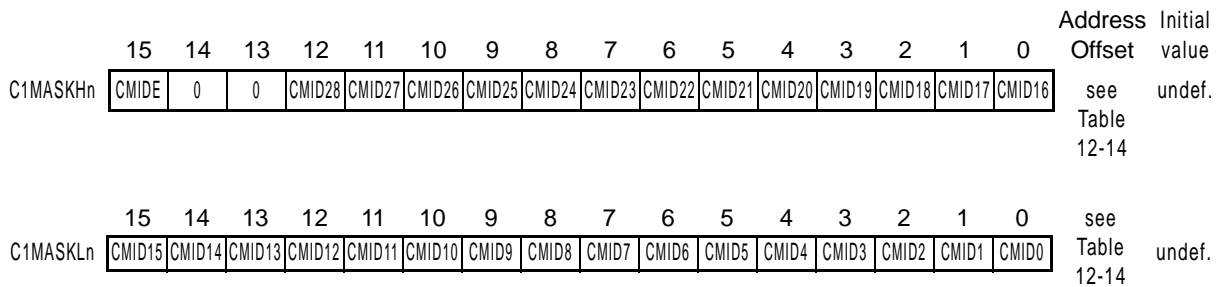 Address Initial
15 14 13 12 11 10 9 8 7 6 5 4 3 2 1 0 Offset value
C1MASKHn CMIDE 0 0 CMID28 CMID27 CMID26 CMID25 CMID24 CMID23 CMID22 CMID21 CMID20 CMID19 CMID18 CMID17 CMID16 see undef.
Table
12-14
15 14 13 12 11 10 9 8 7 6 5 4 3 2 1 0 see
C1MASKLn CMID15 CMID14 CMID13 CMID12 CMID11 CMID10 CMID9 CMID8 CMID7 CMID6 CMID5 CMID4 CMID3 CMID2 CMID1 CMID0 Table undef.
12-14